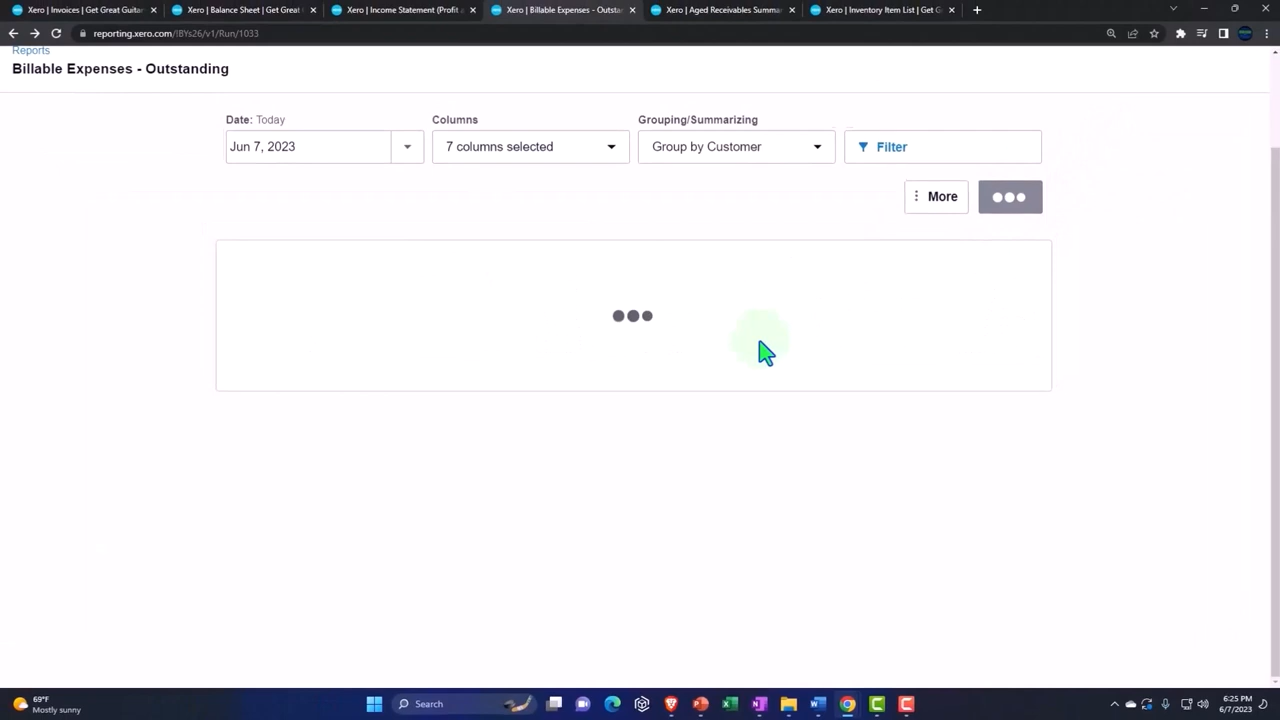 Xero | Invoices | Get Great Guitar
Xero | Balance Sheet | Get Great
Xero | Income Statement (Profit a
Xero | Billable Expenses - Outsta
Xero | Aged Receivables Summar
Xero | Inventory Item List | Get G
reporting.xero.com/!BYs26/v1/Run/1033
Reports
Billable Expenses - Outstanding
Date: Today
Columns
Grouping/Summarizing
Jun 7, 2023
7 columns selected
Group by Customer
Filter
More
69°F
Mostly sunny
Search
6:25 PM
6/7/2023